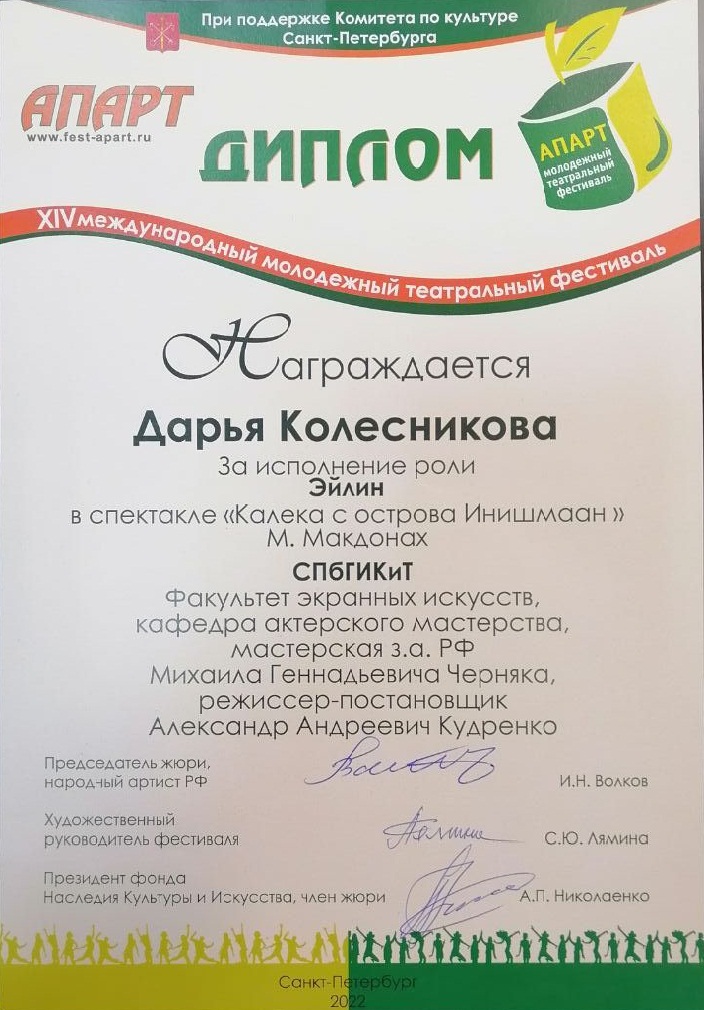 При поддержке Комитета по культуре
Санкт-Петербурга
АПАРТ
www.fest-apart.ru
ДИПЛОМ
АПАРТ
молодежный
театральный
фестиваль
XIV международный молодежный театральный фестиваль
Награждается
Дарья Колесникова
За исполнение роли
Эйлин
в спектакле «Калека с острова Инишмаан »
М. Макдонах
СПбГИКиТ
Факультет экранных искусств,
кафедра актерского мастерства,
мастерская з.а. РФ
Михаила Геннадьевича Черняка,
режиссер-постановщик
Александр Андреевич Кудренко
Председатель жюри,
народный артист РФ
И.Н. Волков
Художественный
руководитель фестиваля
С.Ю. Лямина
Президент фонда
Наследия Культуры и Искусства, член жюри
А.П. Николаенко
Санкт-Петербург
2022